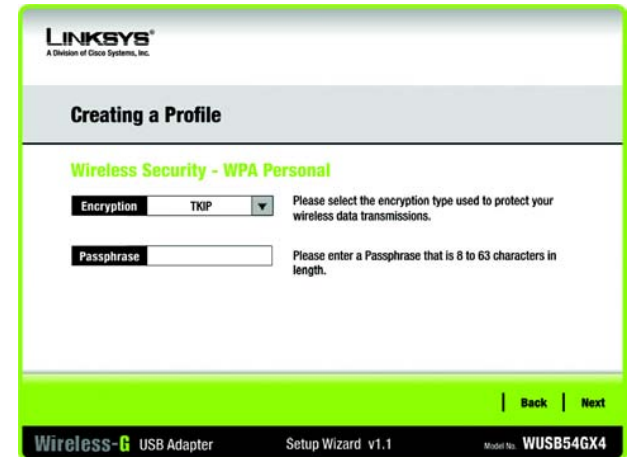 LINKSYS®
A Division of Cisco Systems, Inc.
Creating a Profile
Wireless Security - WPA Personal
Encryption TKIP
Please select the encryption type used to protect your
wireless data transmissions.
Passphrase
Please enter a Passphrase that is 8 to 63 characters in
length.
Back Next
Wireless-G USB Adapter Setup Wizard v1.1 Model No. WUSB54GX4